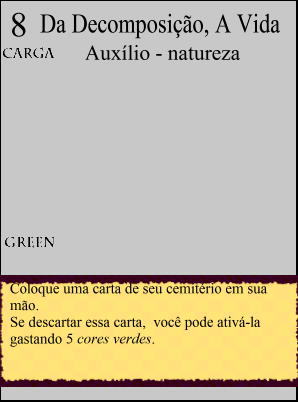 8 Da Decomposição, A Vida
CARGA Auxílio - natureza
GREEN
Coloque uma carta de seu cemitério em sua
mão.
Se descartar essa carta, você pode ativá-la
gastando 5 cores verdes.